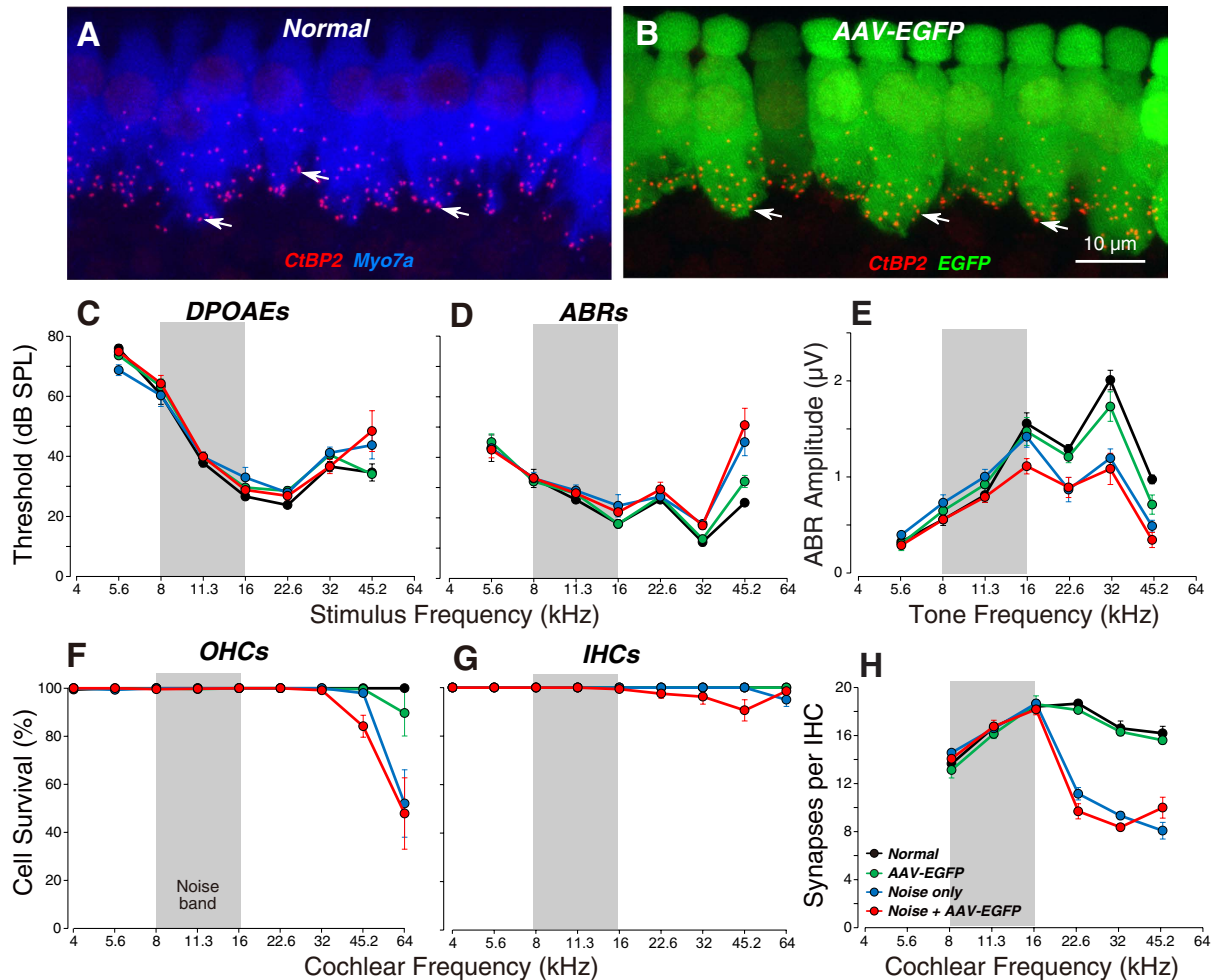 A
Normal
CtBP2 Myo7a
B
AAV-EGFP
CtBP2 EGFP
10 µm
C
DPOAEs
Threshold (dB SPL)
80
60
40
20
0
4 5.6 8 11.3 16 22.6 32 45.2 64
D
ABRs
4 5.6 8 11.3 16 22.6 32 45.2 64
Stimulus Frequency (kHz)
E
ABR Amplitude (µV)
2
1
0
4 5.6 8 11.3 16 22.6 32 45.2 64
Tone Frequency (kHz)
F
OHCs
Cell Survival (%)
100
80
60
40
20
0
Noise
band
4 5.6 8 11.3 16 22.6 32 45.2 64
G
IHCs
4 5.6 8 11.3 16 22.6 32 45.2 64
Cochlear Frequency (kHz)
H
Synapses per IHC
20
16
12
8
4
0
Normal
AAV-EGFP
Noise only
Noise + AAV-EGFP
4 5.6 8 11.3 16 22.6 32 45.2 64
Cochlear Frequency (kHz)